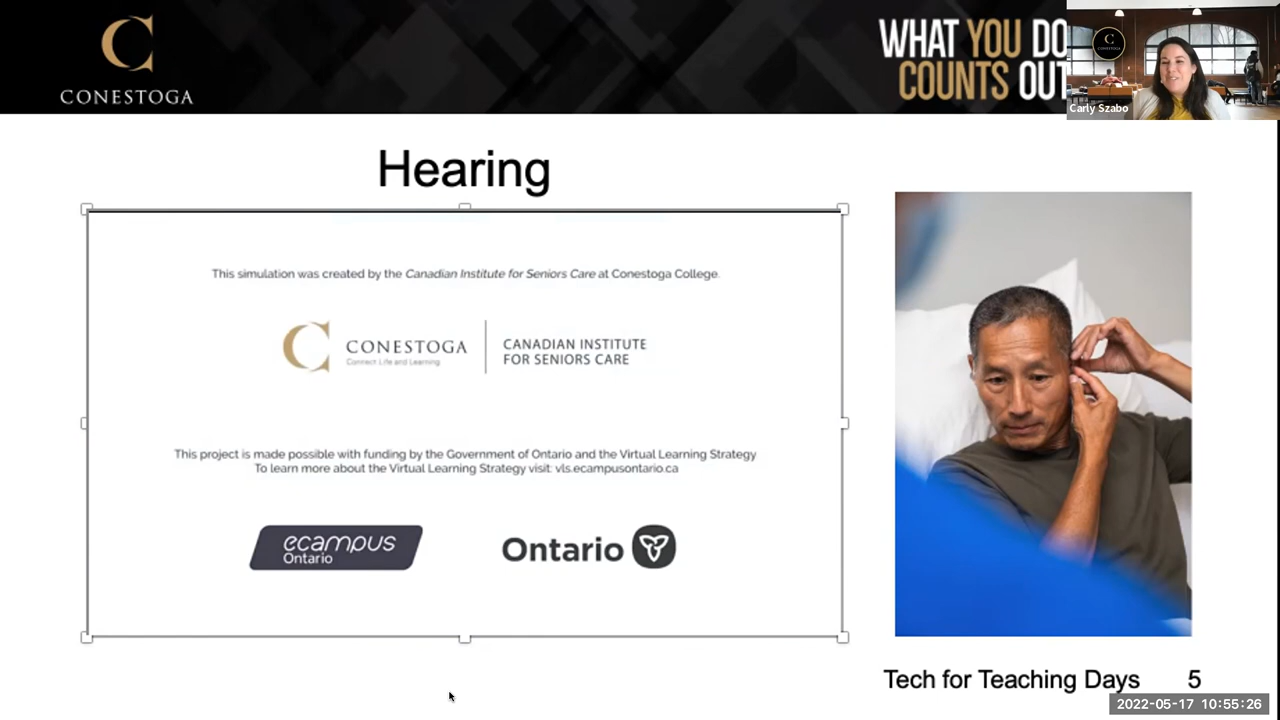 CONESTOGA
WHAT YOU DO
COUNTS OUT
C
CONESTOGA
Carly Szabo
Hearing
This simulation was created by the Canadian Institute for Seniors Care at Conestoga College.
CONESTOGA
Connect Life and Learning
CANADIAN INSTITUTE
FOR SENIORS CARE
This project is made possible with funding by the Government of Ontario and the Virtual Learning Strategy
To learn more about the Virtual Learning Strategy visit: vls.ecampusontario.ca
ecampus
Ontario
Ontario
Tech for Teaching Days 5
2022-05-17 10:55:26